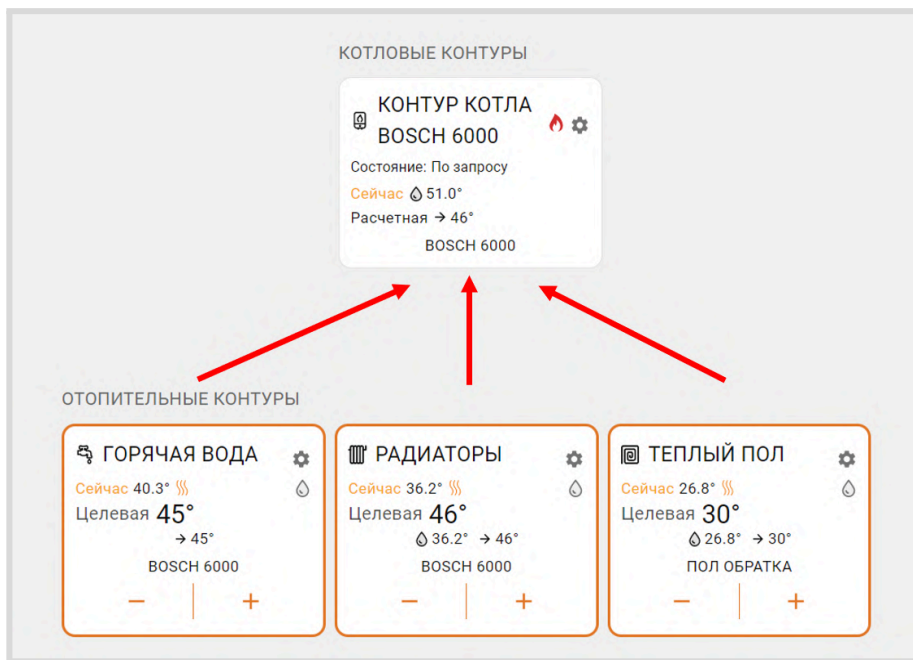 КОТЛОВЫЕ КОНТУРЫ
КОНТУР КОТЛА
BOSCH 6000
Состояние: По запросу
Сейчас 51.0°
Расчетная → 46°
BOSCH 6000
ОТОПИТЕЛЬНЫЕ КОНТУРЫ
ГОРЯЧАЯ ВОДА
Сейчас 40.3°
Целевая 45°
→ 45°
BOSCH 6000
− +
РАДИАТОРЫ
Сейчас 36.2°
Целевая 46°
36.2° → 46°
BOSCH 6000
− +
ТЕПЛЫЙ ПОЛ
Сейчас 26.8°
Целевая 30°
26.8° → 30°
ПОЛ ОБРАТКА
− +